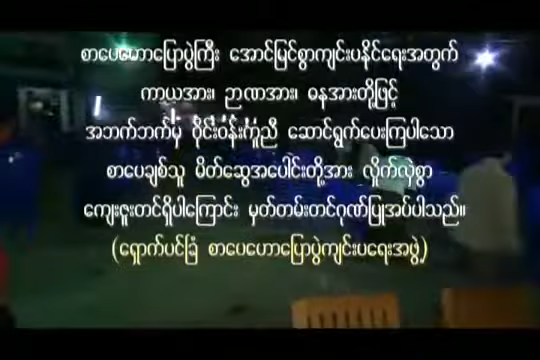 စာပေဟောပြောပွဲကြီး အောင်မြင်စွာကျင်းပနိုင်ရေးအတွက်
ကာယအား၊ ဉာဏအား၊ ဓနအားတို့ဖြင့်
အဘက်ဘက်မှ ဝိုင်းဝန်းကူညီ ဆောင်ရွက်ပေးကြပါသော
စာပေချစ်သူ မိတ်ဆွေအပေါင်းတို့အား လှိုက်လှဲစွာ
ကျေးဇူးတင်ရှိပါကြောင်း မှတ်တမ်းတင်ဂုဏ်ပြုအပ်ပါသည်။
(ရှောက်ပင်ခြံ စာပေဟောပြောပွဲကျင်းပရေးအဖွဲ့)